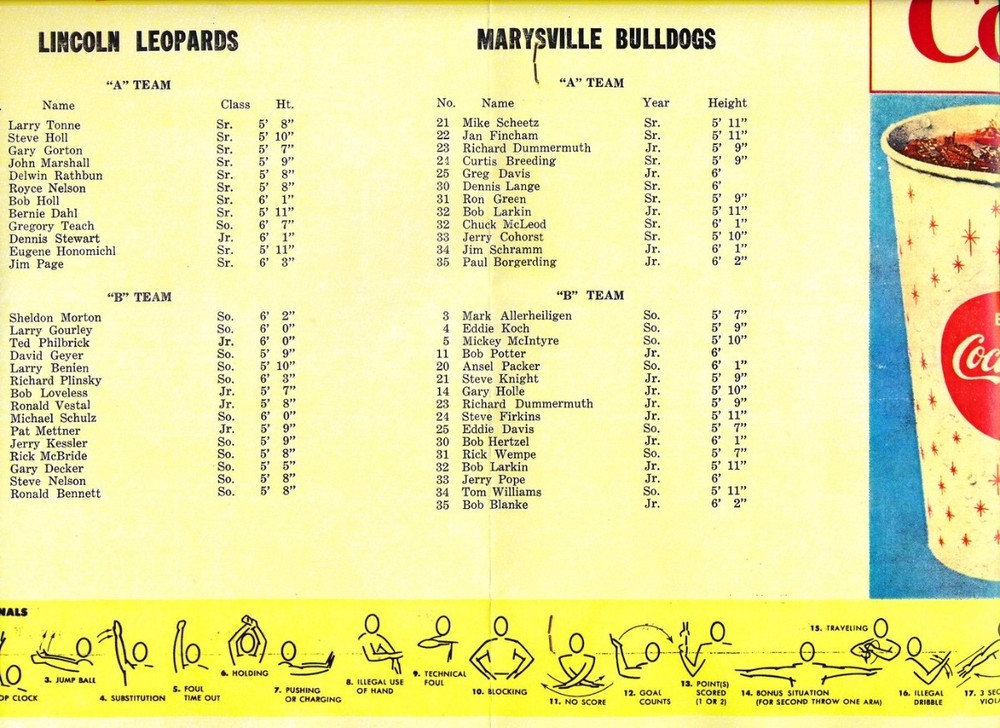 LINCOLN LEOPARDS
"A" TEAM
Name Class Ht.
Larry Tonne Sr. 5' 8"
Steve Holl Sr. 5' 10"
Gary Gorton Sr. 5' 7"
John Marshall Sr. 5' 9"
Delwin Rathbun Sr. 5' 8"
Royce Nelson Sr. 5' 8"
Bob Holl Sr. 6' 1"
Bernie Dahl Sr. 5' 11"
Gregory Teach So. 6' 7"
Dennis Stewart Jr. 6' 1"
Eugene Honomichl Sr. 5' 11"
Jim Page Sr. 6' 3"
"B" TEAM
Sheldon Morton So. 6' 2"
Larry Gourley So. 6' 0"
Ted Philbrick Jr. 6' 0"
David Geyer So. 5' 9"
Larry Benien So. 5' 10"
Richard Plinsky So. 6' 3"
Bob Loveless Jr. 5' 7"
Ronald Vestal Jr. 5' 8"
Michael Schulz So. 6' 0"
Pat Mettner Jr. 5' 9"
Jerry Kessler So. 5' 9"
Rick McBride So. 5' 8"
Gary Decker So. 5' 5"
Steve Nelson So. 5' 8"
Ronald Bennett So. 5' 8"
MARYSVILLE BULLDOGS
"A" TEAM
No. Name Year Height
21 Mike Scheetz Sr. 5' 11"
22 Jan Fincham Sr. 5' 11"
23 Richard Dummermuth Jr. 5' 9"
24 Curtis Breeding Sr. 5' 9"
25 Greg Davis Jr. 6'
30 Dennis Lange Sr. 6'
31 Ron Green Sr. 5' 9"
32 Bob Larkin Jr. 5' 11"
32 Chuck McLeod Sr. 6' 1"
33 Jerry Cohorst Sr. 5' 10"
34 Jim Schramm Jr. 6' 1"
35 Paul Borgerding Jr. 6' 2"
"B" TEAM
3 Mark Allerheiligen So. 5' 7"
4 Eddie Koch So. 5' 9"
5 Mickey McIntyre So. 5' 10"
11 Bob Potter Jr. 6'
20 Ansel Packer So. 6' 1"
21 Steve Knight Jr. 5' 9"
14 Gary Holle Jr. 5' 10"
23 Richard Dummermuth Jr. 5' 9"
24 Steve Firkins Jr. 5' 11"
25 Eddie Davis So. 5' 7"
30 Bob Hertzel Jr. 6' 1"
31 Rick Wempe So. 5' 7"
32 Bob Larkin Jr. 5' 11"
33 Jerry Pope Jr. 6'
34 Tom Williams So. 5' 11"
35 Bob Blanke Jr. 6' 2"
Co
Coc
NALS
OP CLOCK
3. JUMP BALL
4. SUBSTITUTION
5. FOUL
TIME OUT
6. HOLDING
7. PUSHING
OR CHARGING
8. ILLEGAL USE
OF HAND
9. TECHNICAL
FOUL
10. BLOCKING
11. NO SCORE
12. GOAL
COUNTS
13. POINT(S)
SCORED
(1 OR 2)
14. BONUS SITUATION
(FOR SECOND THROW ONE ARM)
15. TRAVELING
16. ILLEGAL
DRIBBLE
17. 3 SEC
VIOL